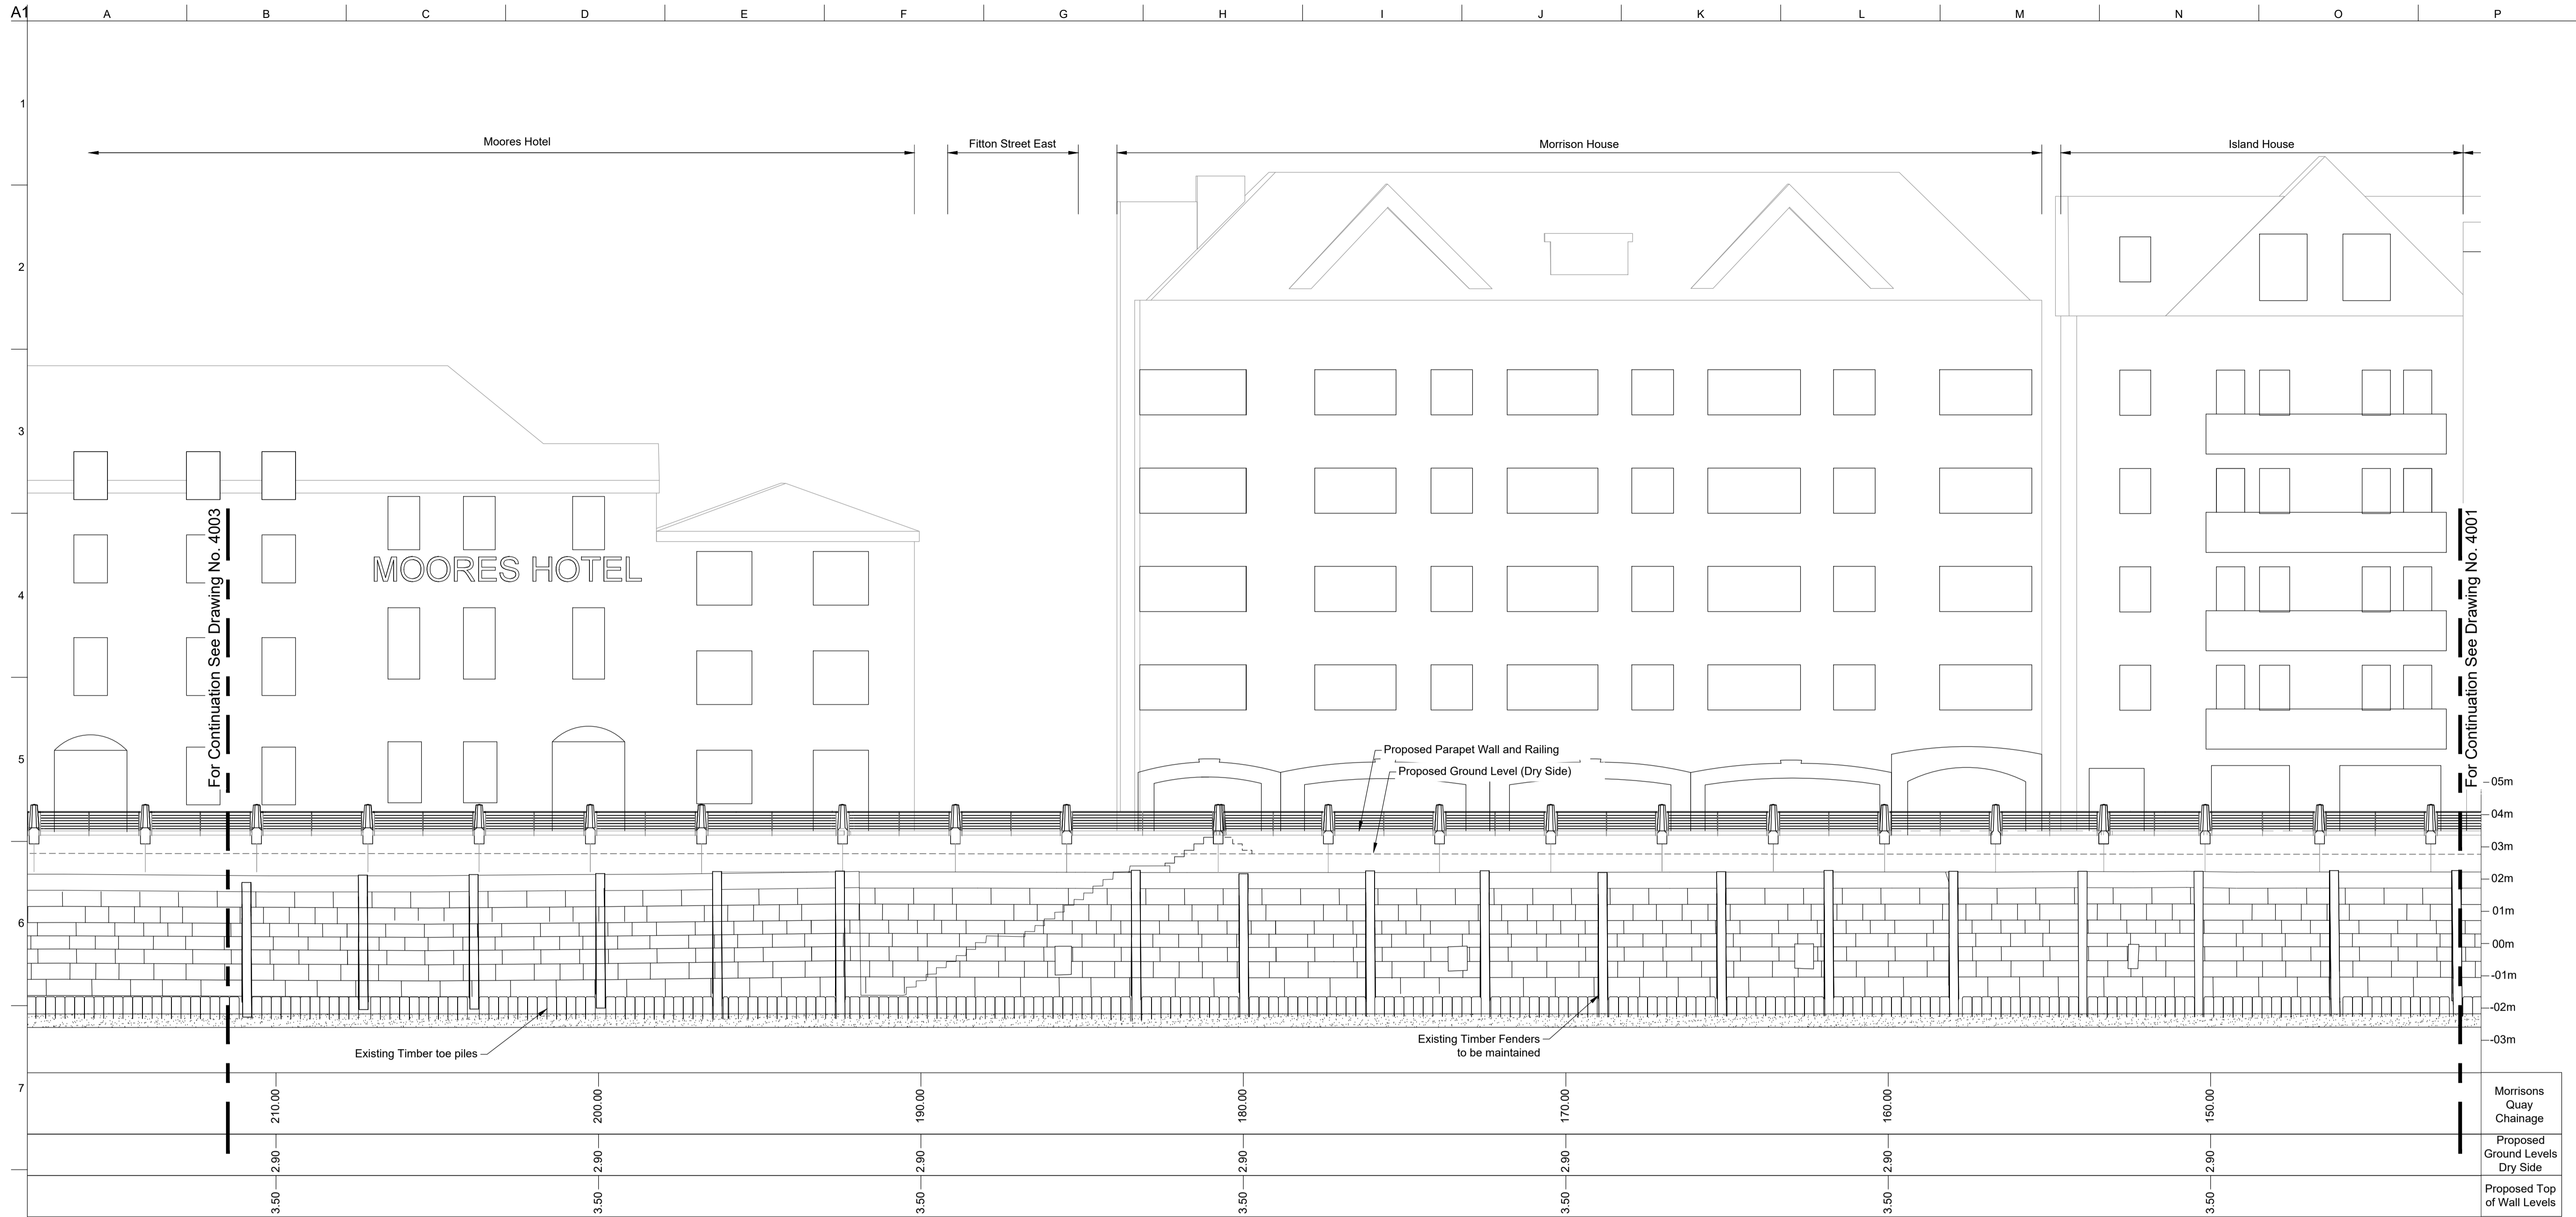 A1
A B C D E F G H I J K L M N O P
1
Moores Hotel
Fitton Street East
Morrison House
Island House
2
3
4
5
6
7
MOORES HOTEL
For Continuation See Drawing No. 4003
For Continuation See Drawing No. 4001
Proposed Parapet Wall and Railing
Proposed Ground Level (Dry Side)
05m
04m
03m
02m
01m
00m
-01m
-02m
-03m
Existing Timber toe piles
Existing Timber Fenders
to be maintained
210.00 200.00 190.00 180.00 170.00 160.00 150.00
Morrisons
Quay
Chainage
2.90 2.90 2.90 2.90 2.90 2.90 2.90
Proposed
Ground Levels
Dry Side
3.50 3.50 3.50 3.50 3.50 3.50 3.50
Proposed Top
of Wall Levels